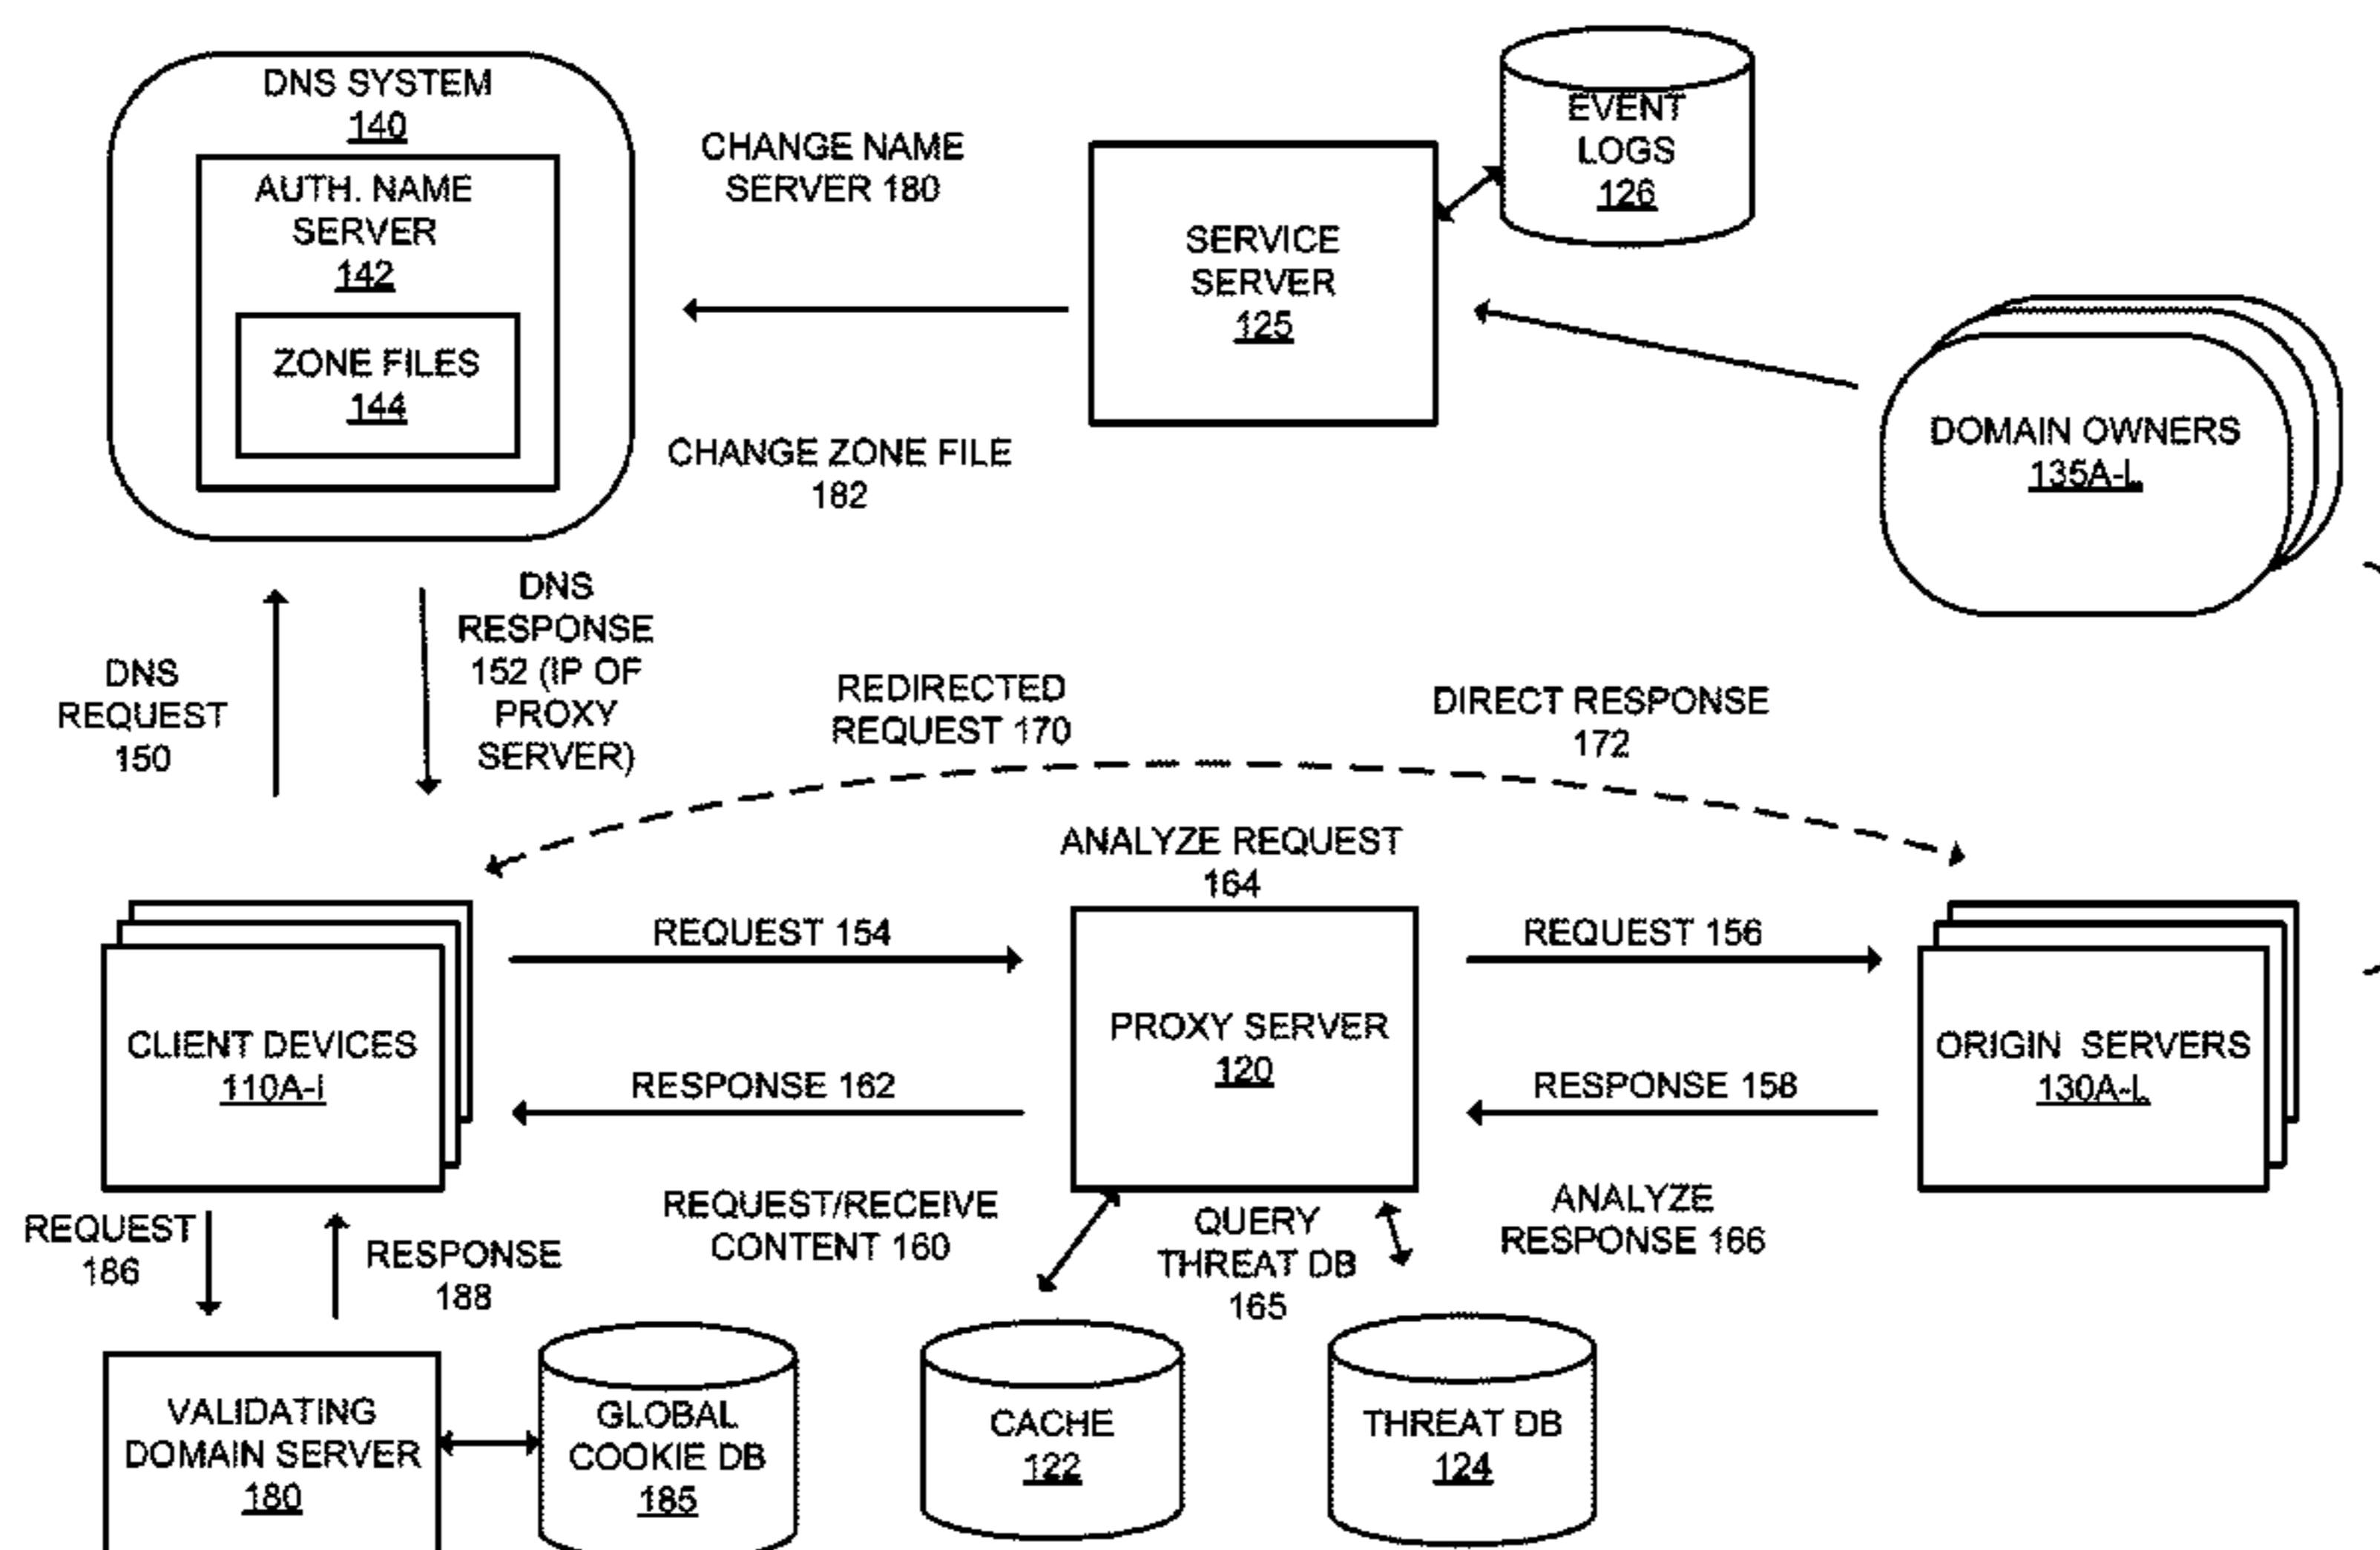 DNS SYSTEM
140
AUTH. NAME
SERVER
142
ZONE FILES
144
CHANGE NAME
SERVER 180
CHANGE ZONE FILE
182
SERVICE
SERVER
125
EVENT
LOGS
126
DOMAIN OWNERS
135A-L
DNS
REQUEST
150
DNS
RESPONSE
152 (IP OF
PROXY
SERVER)
REDIRECTED
REQUEST 170
DIRECT RESPONSE
172
ANALYZE REQUEST
164
CLIENT DEVICES
110A-I
REQUEST 154
RESPONSE 162
PROXY SERVER
120
REQUEST 156
RESPONSE 158
ORIGIN SERVERS
130A-L
REQUEST
186
RESPONSE
188
REQUEST/RECEIVE
CONTENT 160
QUERY
THREAT DB
165
ANALYZE
RESPONSE 166
VALIDATING
DOMAIN SERVER
180
GLOBAL
COOKIE DB
185
CACHE
122
THREAT DB
124